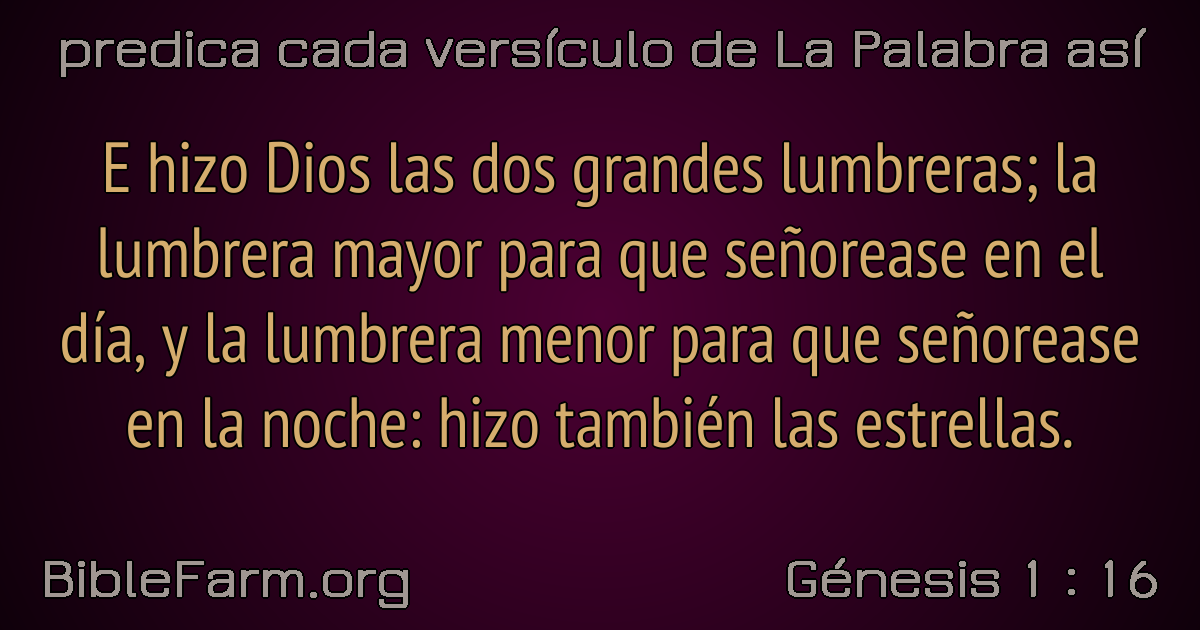 predica cada versículo de La Palabra así
E hizo Dios las dos grandes lumbreras; la
lumbrera mayor para que señorease en el
día, y la lumbrera menor para que señorease
en la noche: hizo también las estrellas.
BibleFarm.org
Génesis 1 : 16